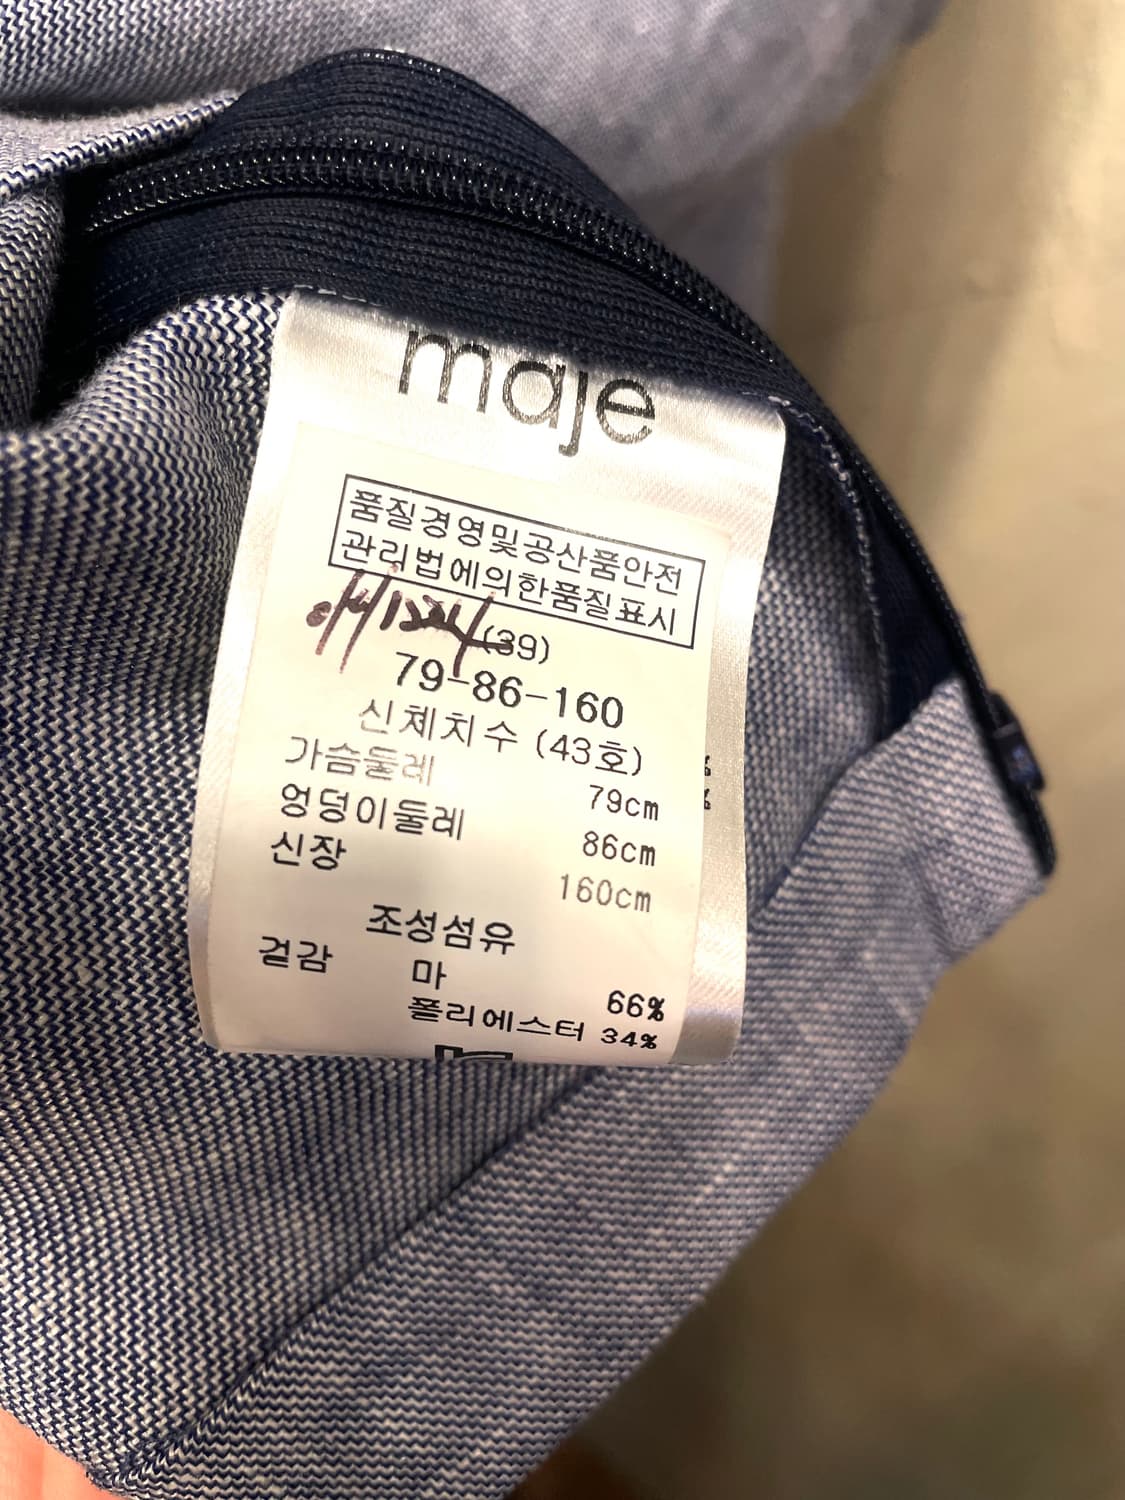 maje
품질경영및공산품안전
관리법에의한품질표시
(39)
79-86-160
신체치수 (43호)
가슴둘레 79cm
엉덩이둘레 86cm
신장 160cm
조성섬유
겉감 마 66%
폴리에스터 34%